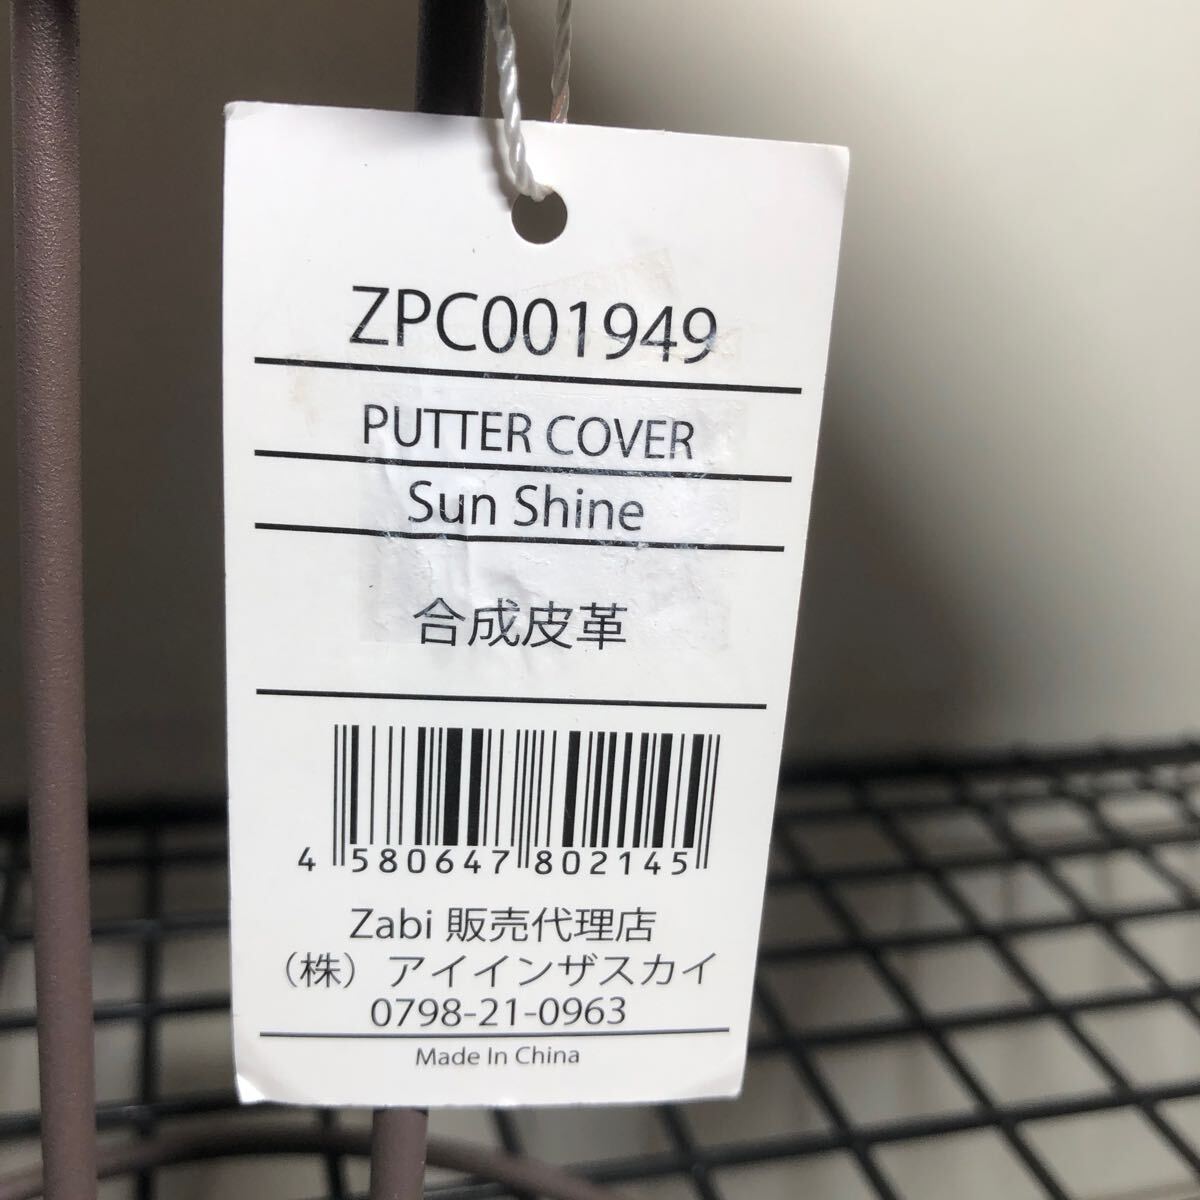 ZPC001949
PUTTER COVER
Sun Shine
合成皮革
4 580647 802145
Zabi 販売代理店
（株） アイインザスカイ
0798-21-0963
Made In China